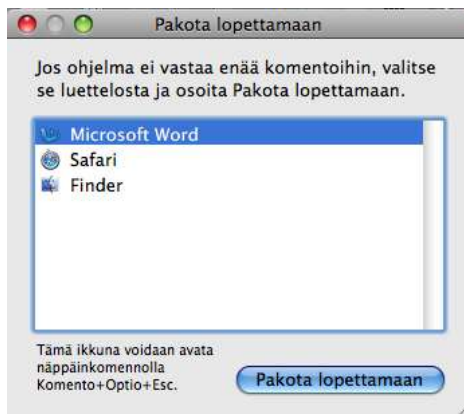 Pakota lopettamaan
Jos ohjelma ei vastaa enää komentoihin, valitse
se luettelosta ja osoita Pakota lopettamaan.
Microsoft Word
Safari
Finder
Tämä ikkuna voidaan avata
näppäinkomennolla
Komento+Optio+Esc.
Pakota lopettamaan